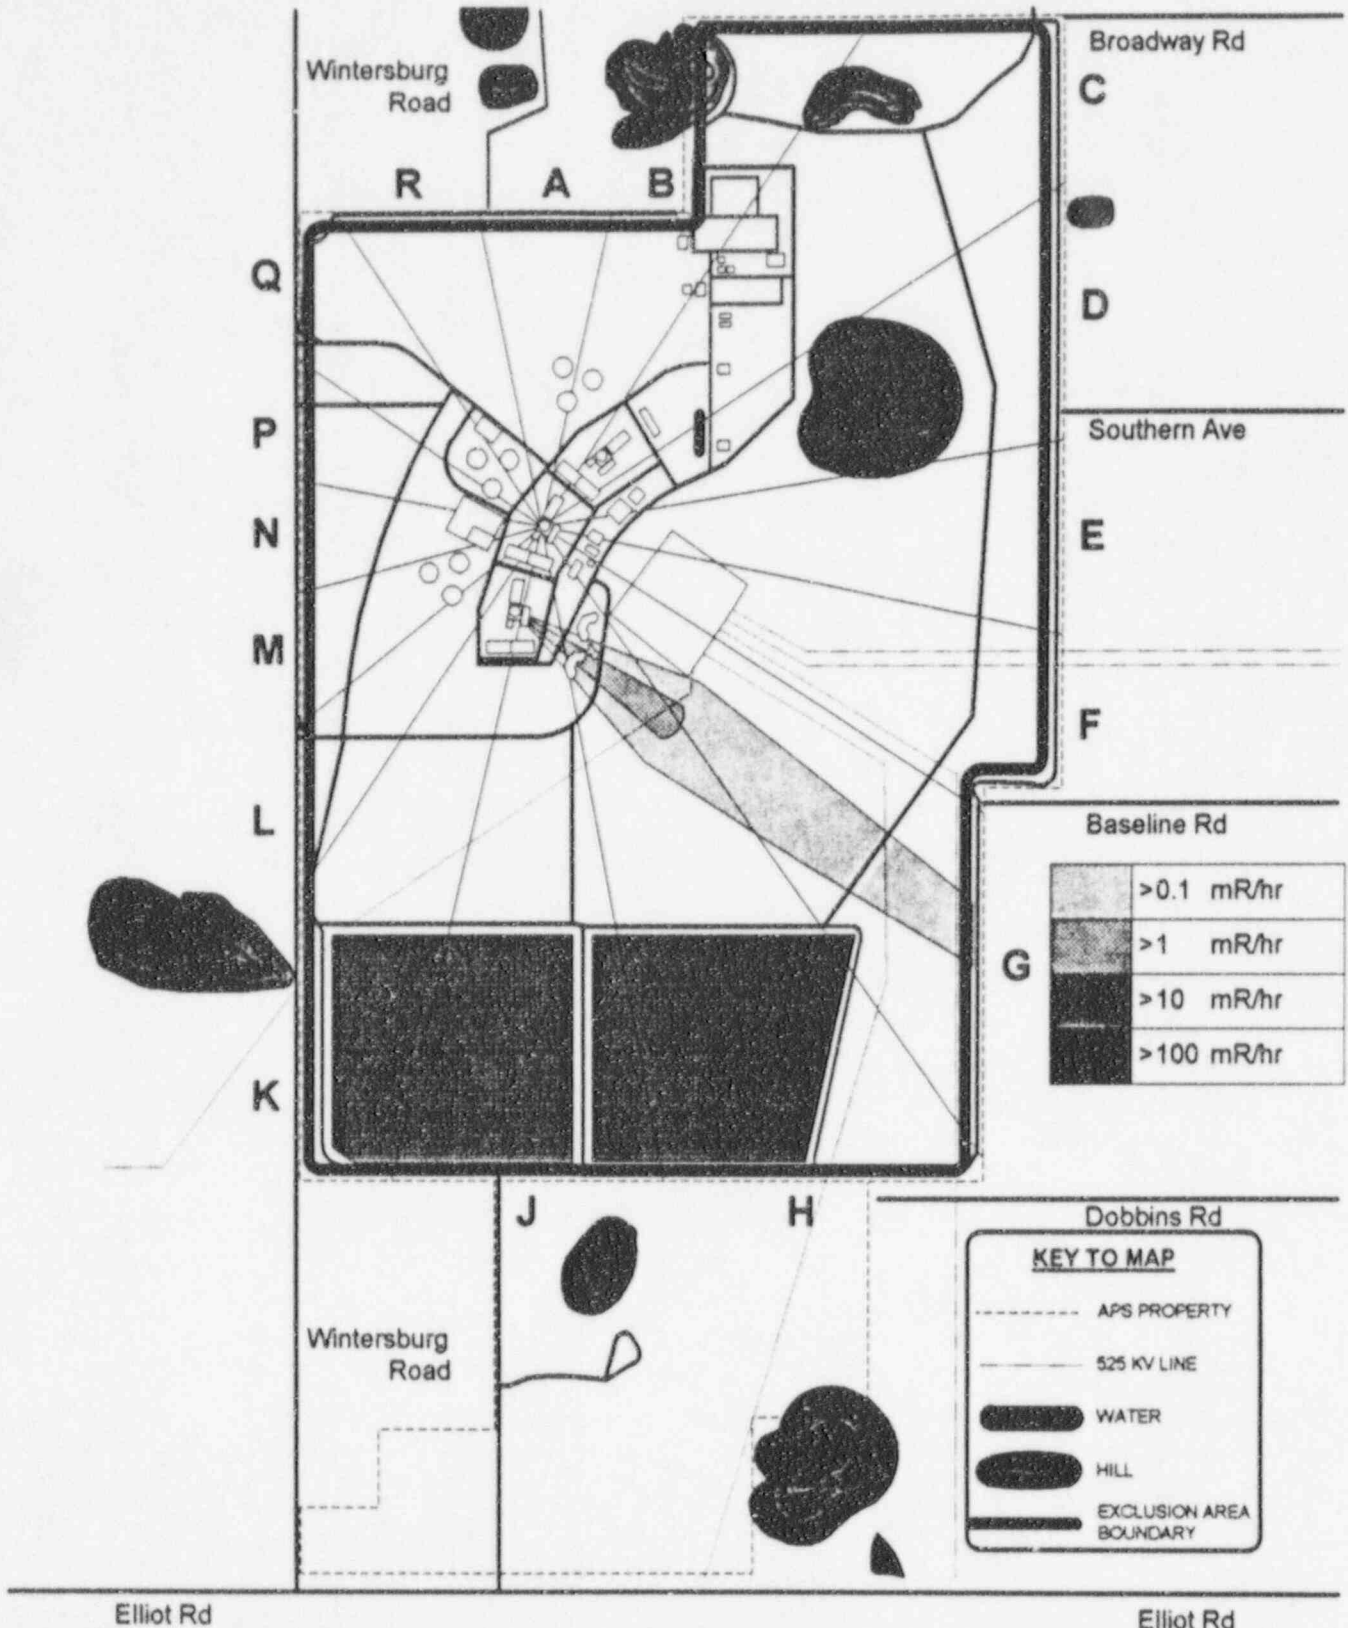 Broadway Rd
Wintersburg
Road
C
R
A
B
Q
D
P
Southern Ave
N
E
M
F
L
Baseline Rd
>0.1 mR/hr
>1 mR/hr
G
>10 mR/hr
>100 mR/hr
K
J
H
Dobbins Rd
KEY TO MAP
APS PROPERTY
Wintersburg
Road
525 KV LINE
WATER
HILL
EXCLUSION AREA
BOUNDARY
Elliot Rd
Elliot Rd